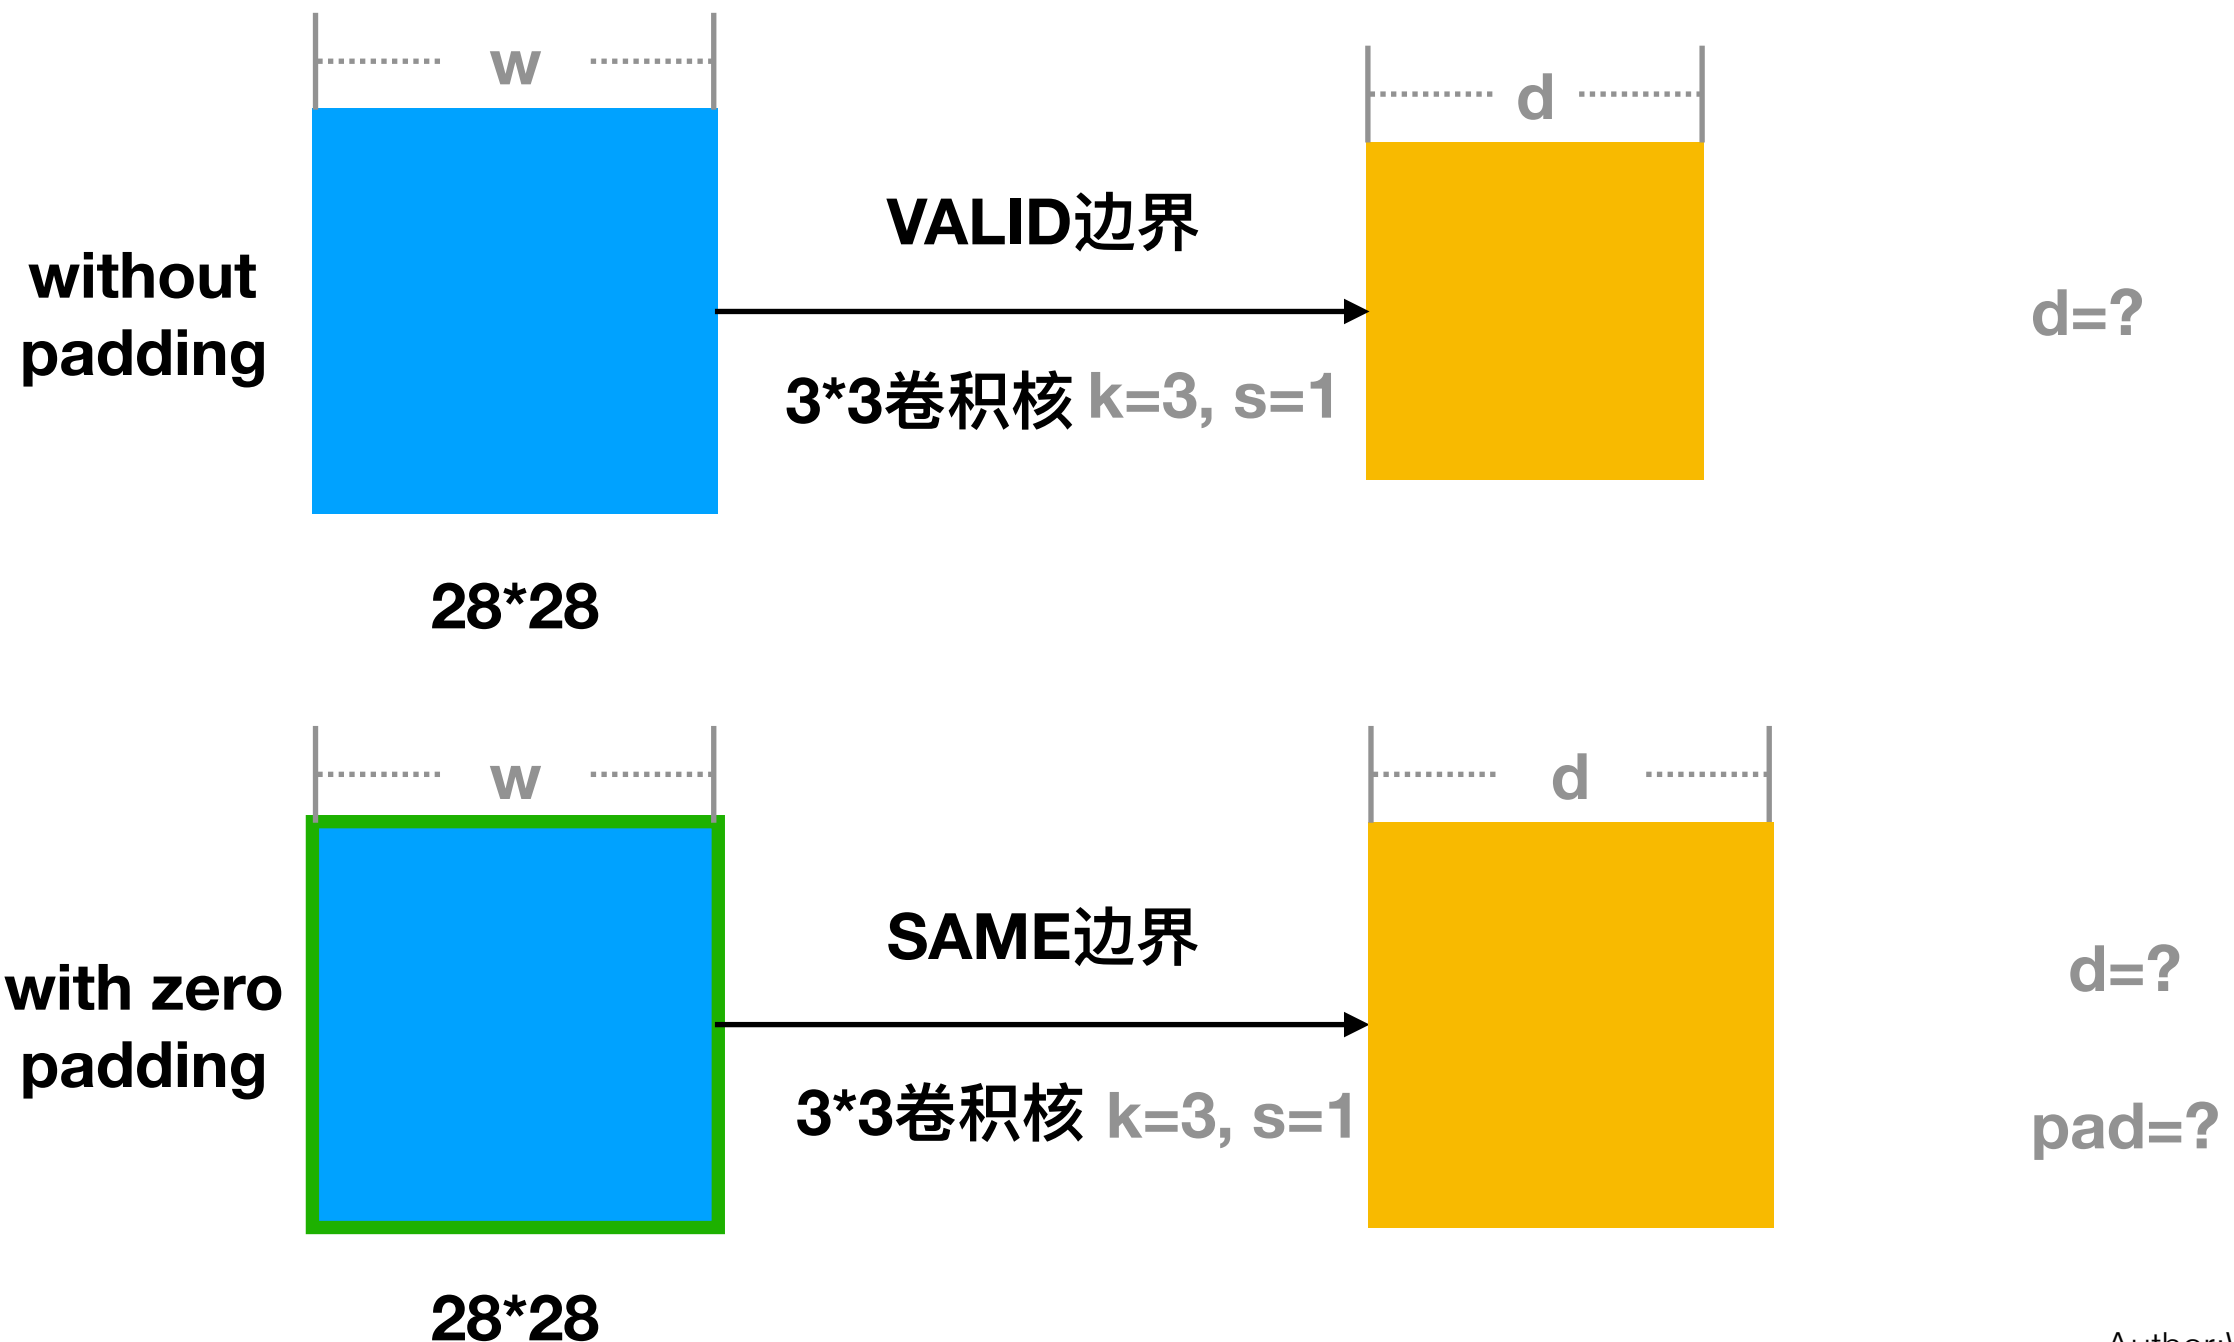 w
d
VALID边界
without
padding
d=?
3*3卷积核 k=3, s=1
28*28
w
d
SAME边界
with zero
padding
d=?
3*3卷积核 k=3, s=1
pad=?
28*28